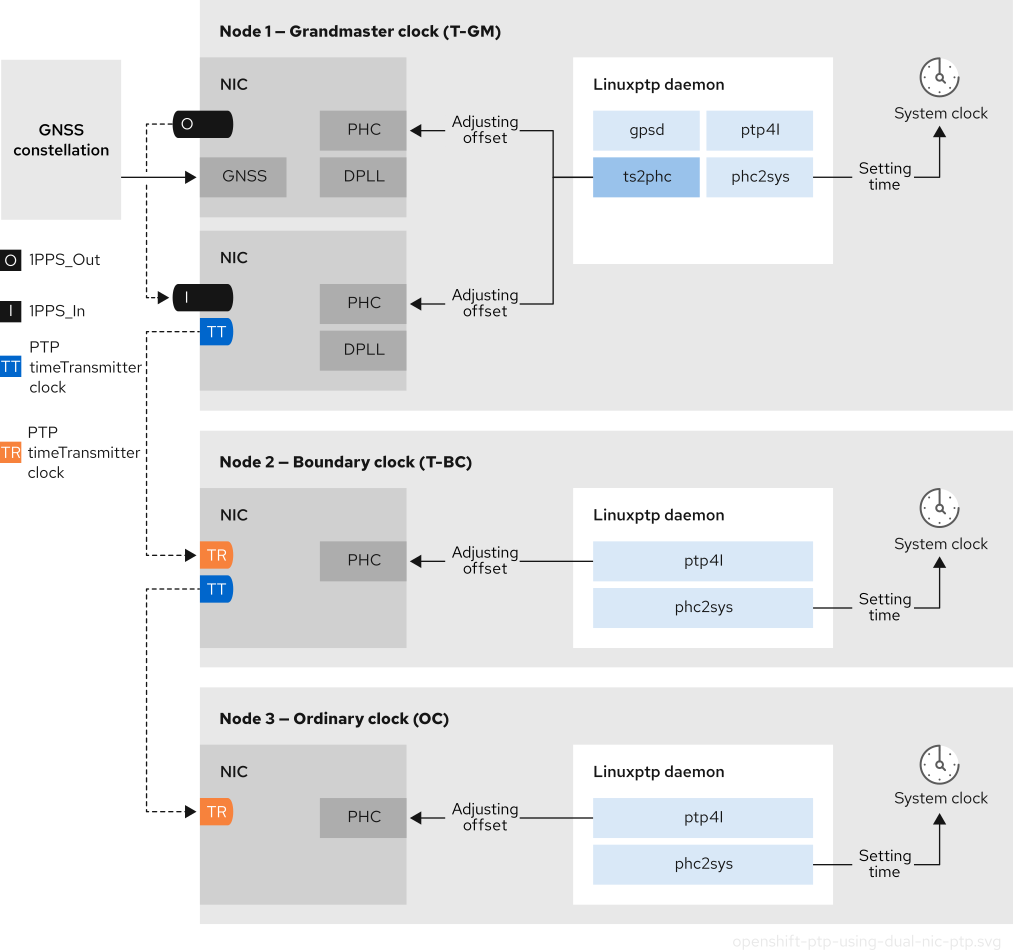 Node 1 – Grandmaster clock (T-GM)
GNSS
constellation
NIC
O
PHC
GNSS
DPLL
Adjusting
offset
Linuxptp daemon
gpsd
ptp4l
ts2phc
phc2sys
Setting
time
System clock
O
1PPS_Out
I
1PPS_In
TT
PTP
timeTransmitter
clock
TR
PTP
timeTransmitter
clock
NIC
I
TT
PHC
DPLL
Adjusting
offset
Node 2 – Boundary clock (T-BC)
NIC
TR
TT
PHC
Adjusting
offset
Linuxptp daemon
ptp4l
phc2sys
Setting
time
System clock
Node 3 – Ordinary clock (OC)
NIC
TR
PHC
Adjusting
offset
Linuxptp daemon
ptp4l
phc2sys
Setting
time
System clock
openshift-ptp-using-dual-nic-ptp.svg